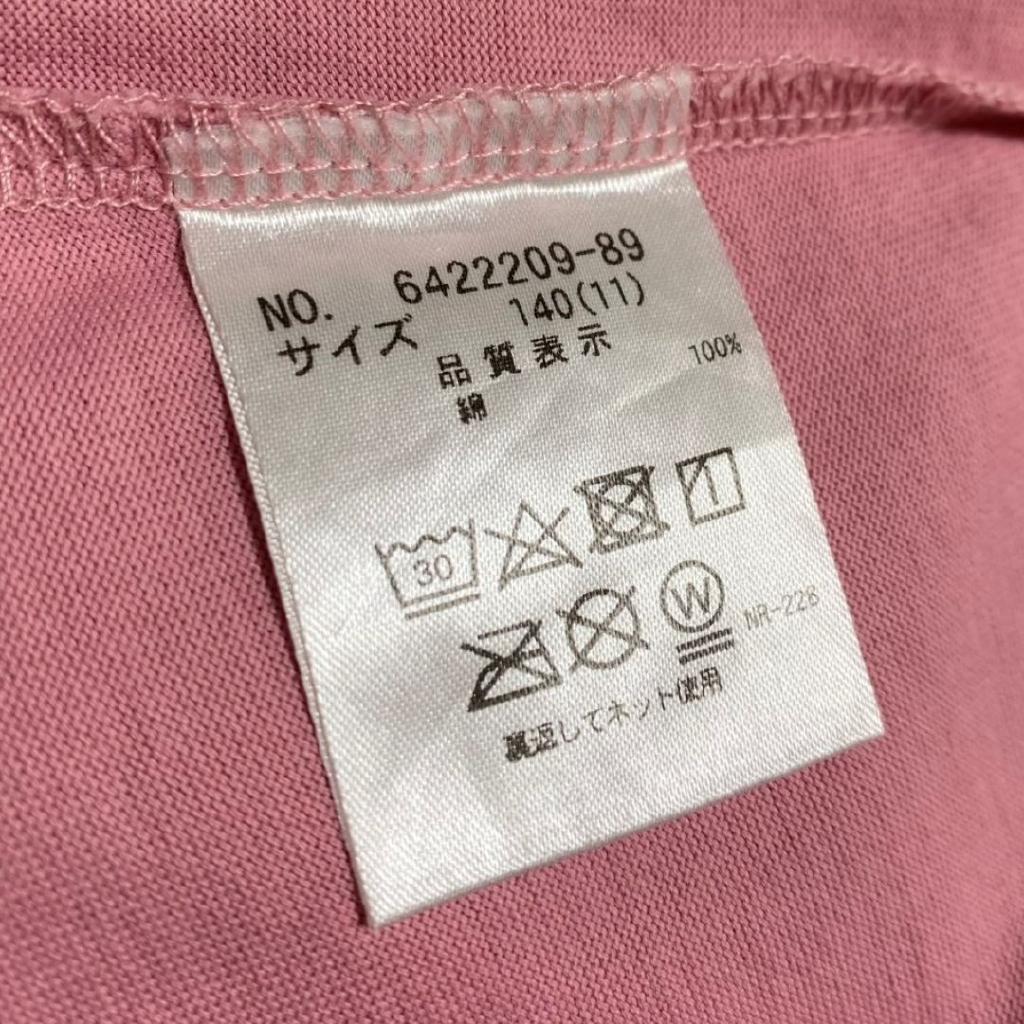 NO. 6422209-89
サイズ 140(11)
品質表示
綿 100%
30
W NR-226
裏返してネット使用